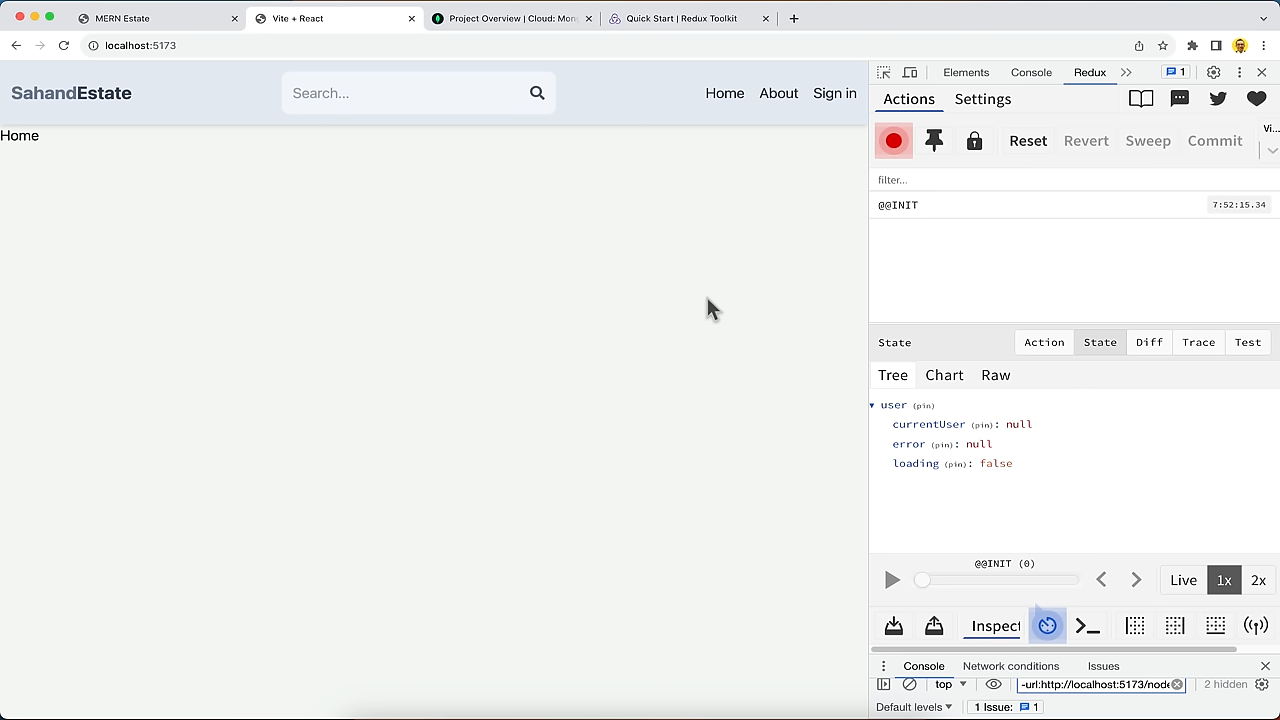 MERN Estate
Vite + React
Project Overview | Cloud: Mon
Quick Start | Redux Toolkit
localhost:5173
SahandEstate
Search...
Home
About
Sign in
Home
Elements
Console
Redux
1
Actions
Settings
Reset
Revert
Sweep
Commit
Vi...
filter...
@@INIT
7:52:15.34
State
Action
State
Diff
Trace
Test
Tree
Chart
Raw
user (pin)
currentUser (pin): null
error (pin): null
loading (pin): false
@@INIT (0)
Live
1x
2x
Inspect
Console
Network conditions
Issues
top
-url:http://localhost:5173/node
2 hidden
Default levels
1 Issue:
1